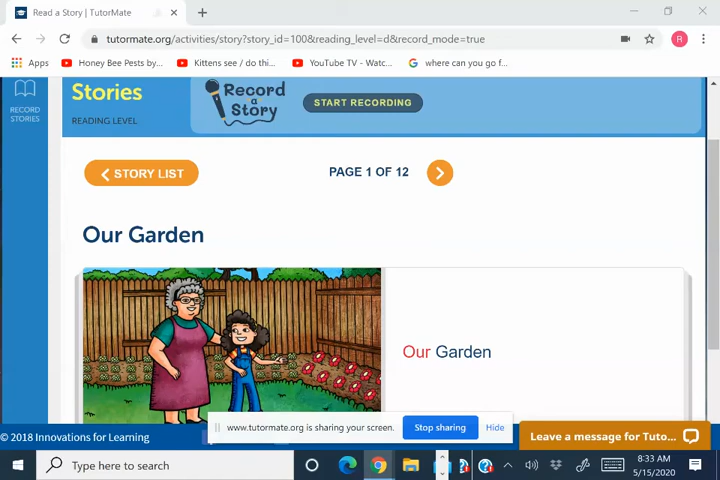 Read a Story | TutorMate
tutormate.org/activities/story?story_id=100&reading_level=d&record_mode=true
Apps
Honey Bee Pests by...
Kittens see / do thi...
YouTube TV - Watc...
where can you go f...
R
RECORD
STORIES
Stories
READING LEVEL
Record
a
Story
START RECORDING
STORY LIST
PAGE 1 OF 12
Our Garden
Our Garden
www.tutormate.org is sharing your screen.
Stop sharing
Hide
© 2018 Innovations for Learning
Leave a message for Tuto...
Type here to search
8:33 AM
5/15/2020